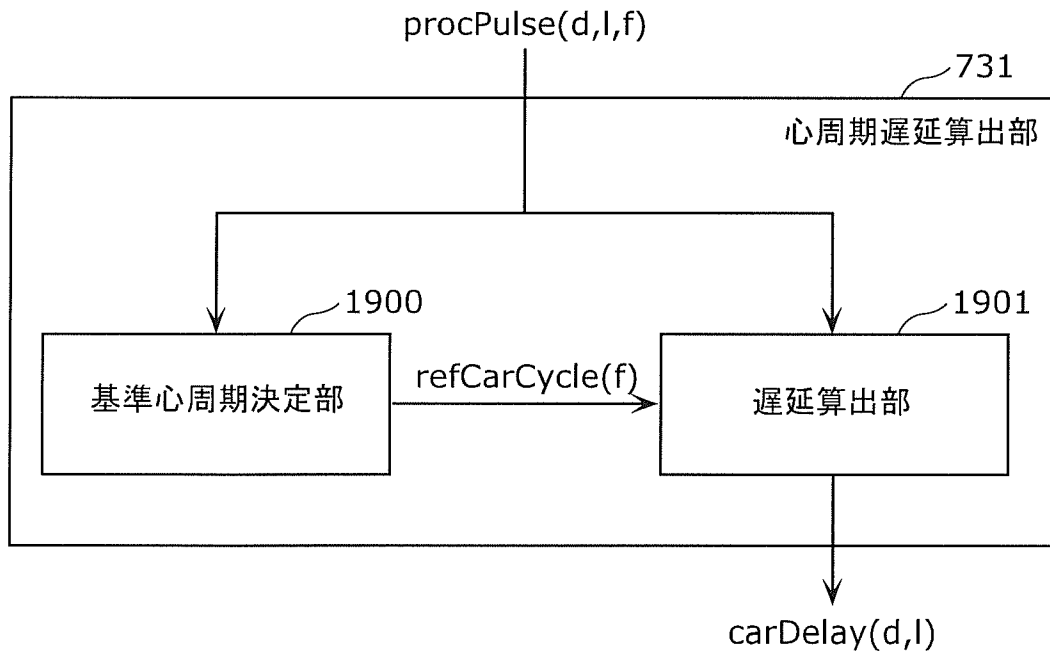 procPulse(d,l,f)
731
心周期遅延算出部
1900
1901
基準心周期決定部
refCarCycle(f)
遅延算出部
carDelay(d,l)